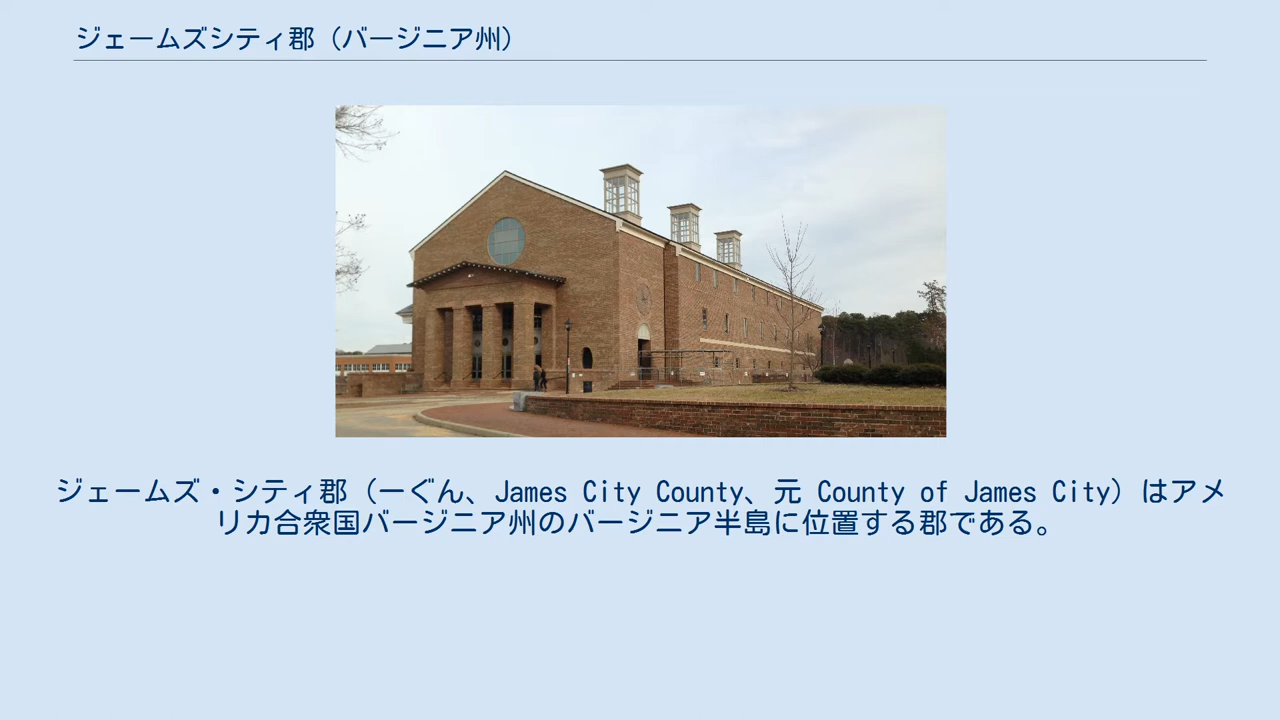 ジェームズシティ郡（バージニア州）
ジェームズ・シティ郡（ーぐん、James City County、元 County of James City）はアメ
リカ合衆国バージニア州のバージニア半島に位置する郡である。